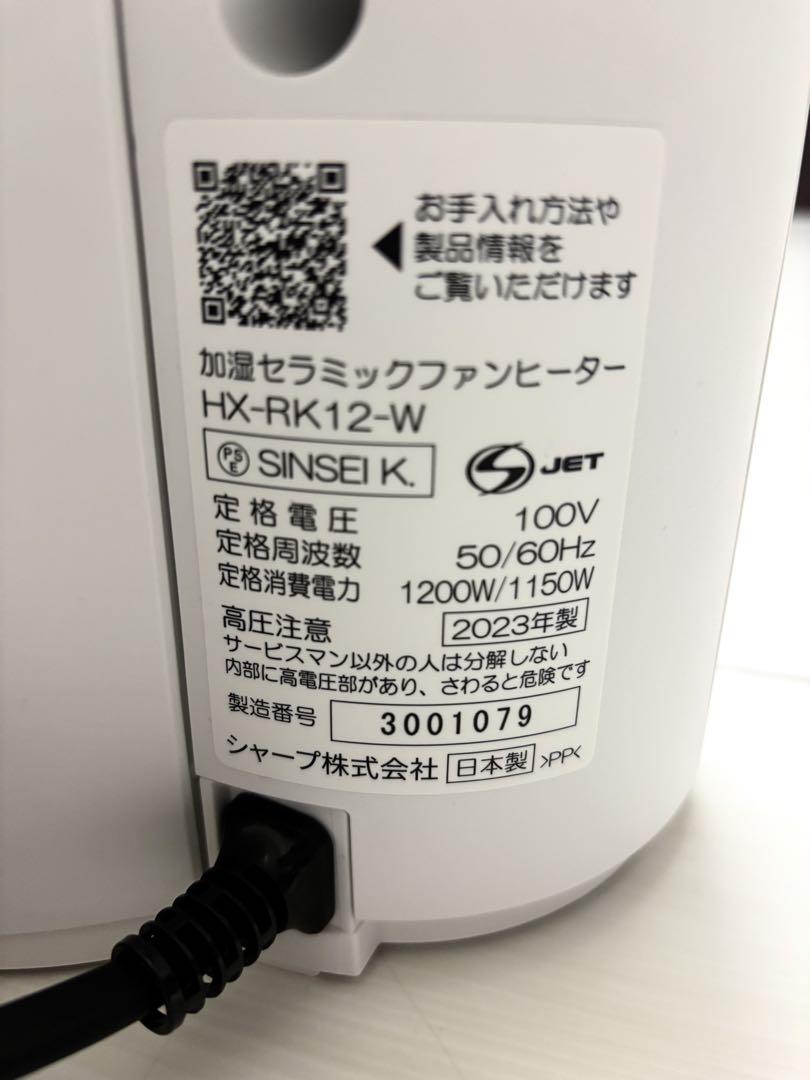 お手入れ方法や
製品情報を
ご覧いただけます
加湿セラミックファンヒーター
HX-RK12-W
PSE SINSEI K. S JET
定格電圧 100V
定格周波数 50/60Hz
定格消費電力 1200W/1150W
高圧注意 2023年製
サービスマン以外の人は分解しない
内部に高電圧部があり、さわると危険です
製造番号 3001079
シャープ株式会社 日本製 >PP<